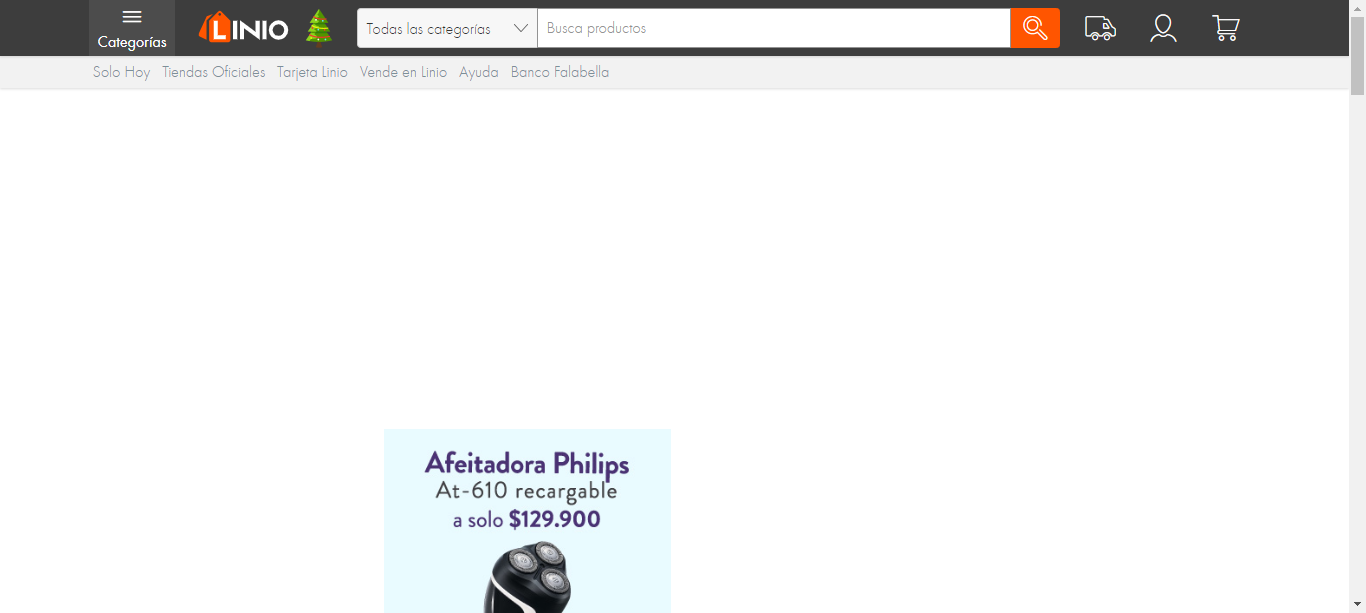 Categorías
LINIO
Todas las categorías
Busca productos
Solo Hoy Tiendas Oficiales Tarjeta Linio Vende en Linio Ayuda Banco Falabella
Afeitadora Philips
At-610 recargable
a solo $129.900